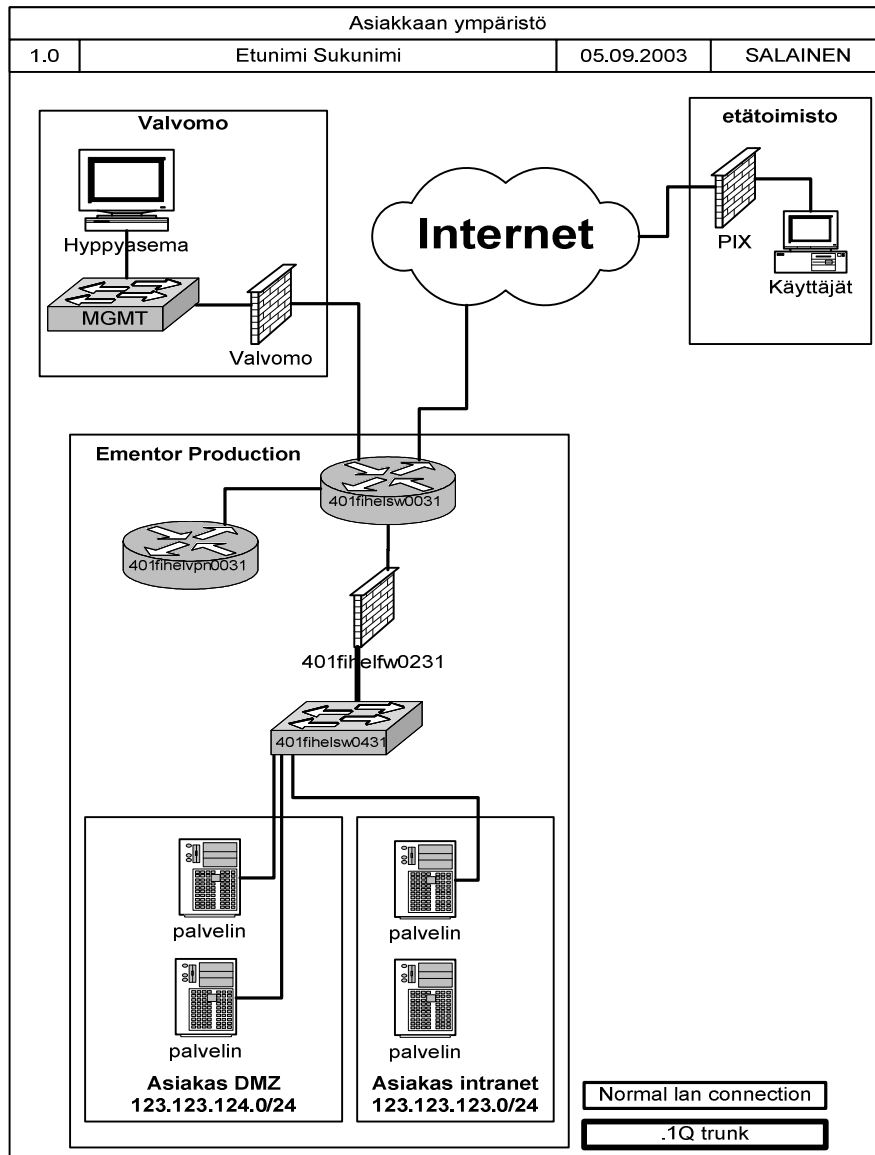 Asiakkaan ympäristö
1.0 Etunimi Sukunimi 05.09.2003 SALAINEN
Valvomo
etätoimisto
Internet
Hyppyasema
PIX
Käyttäjät
MGMT
Valvomo
Ementor Production
401fihelsw0031
401fihelvpn0031
401fihelfw0231
401fihelsw0431
palvelin
palvelin
palvelin
palvelin
Asiakas DMZ
123.123.124.0/24
Asiakas intranet
123.123.123.0/24
Normal lan connection
.1Q trunk